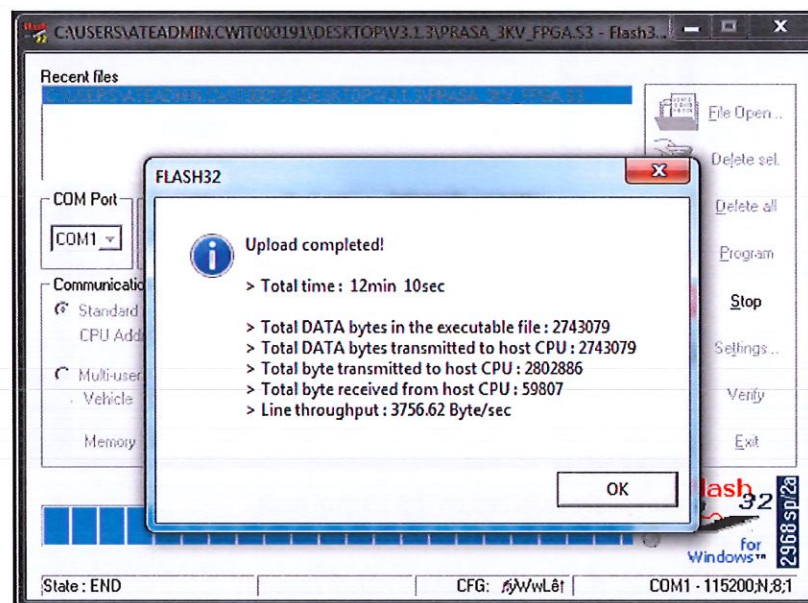 C:\USERS\ATEADMIN.CWIT000191\DESKTOP\V3.1.3\PRASA_3KV_FPGA.S3 - Flash3...
Recent files
File Open...
Delete sel.
COM Port
Delete all
COM1
Program
Communicatio
Standard
Stop
CPU Add
Settings...
Multi-user
Vehicle
Verify
Memory
Exit
FLASH32
Upload completed!
> Total time : 12min 10sec
> Total DATA bytes in the executable file : 2743079
> Total DATA bytes transmitted to host CPU : 2743079
> Total byte transmitted to host CPU : 2802886
> Total byte received from host CPU : 59807
> Line throughput : 3756.62 Byte/sec
OK
lash
32
for
Windows™
2968 sp/2a
State : END
CFG:
COM1 - 115200;N;8;1